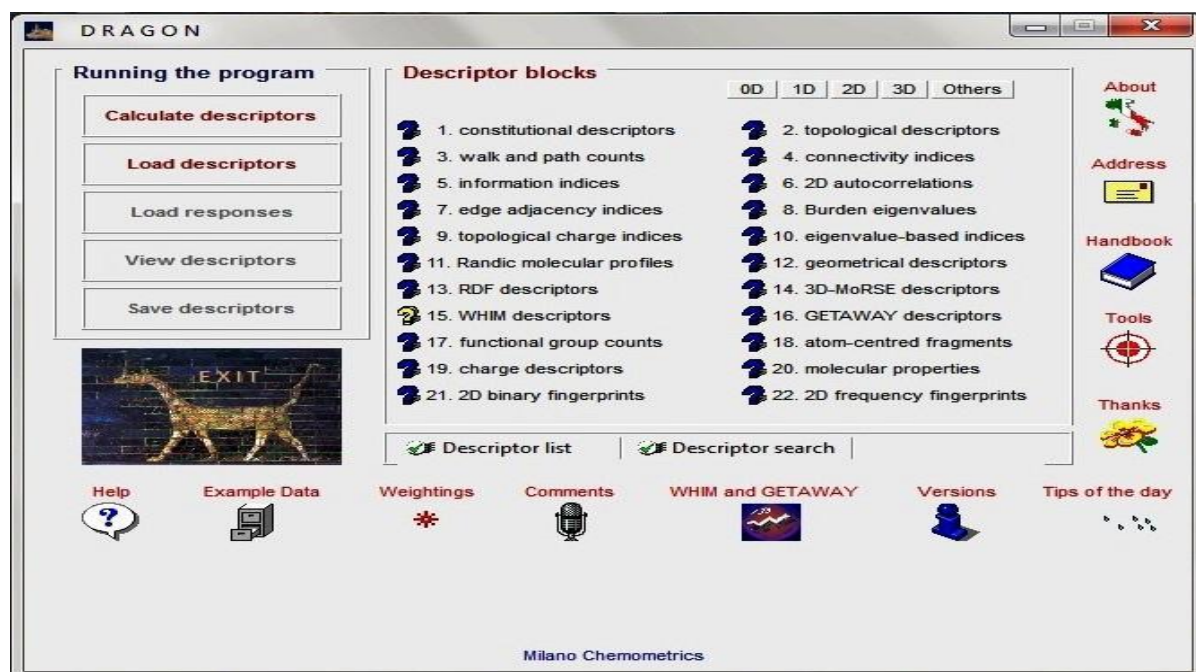 DRAGON
Running the program
Calculate descriptors
Load descriptors
Load responses
View descriptors
Save descriptors
EXIT
Descriptor blocks
0D 1D 2D 3D Others
1. constitutional descriptors
2. topological descriptors
3. walk and path counts
4. connectivity indices
5. information indices
6. 2D autocorrelations
7. edge adjacency indices
8. Burden eigenvalues
9. topological charge indices
10. eigenvalue-based indices
11. Randic molecular profiles
12. geometrical descriptors
13. RDF descriptors
14. 3D-MoRSE descriptors
15. WHIM descriptors
16. GETAWAY descriptors
17. functional group counts
18. atom-centred fragments
19. charge descriptors
20. molecular properties
21. 2D binary fingerprints
22. 2D frequency fingerprints
Descriptor list
Descriptor search
About
Address
Handbook
Tools
Thanks
Help
Example Data
Weightings
Comments
WHIM and GETAWAY
Versions
Tips of the day
Milano Chemometrics